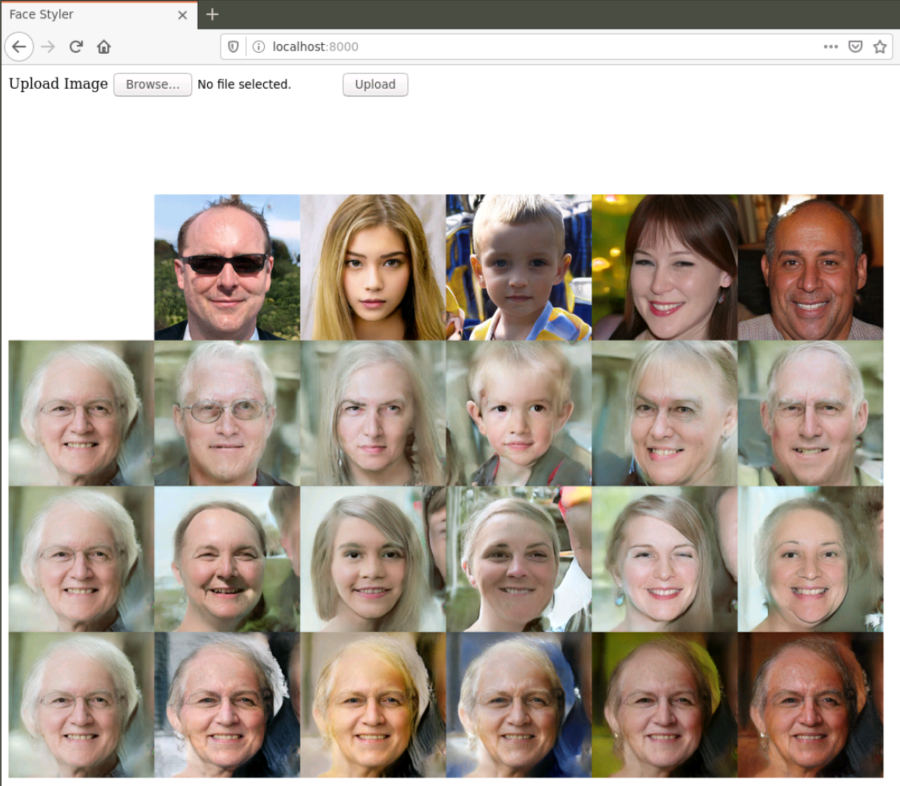 Face Styler
localhost:8000
Upload Image Browse... No file selected. Upload